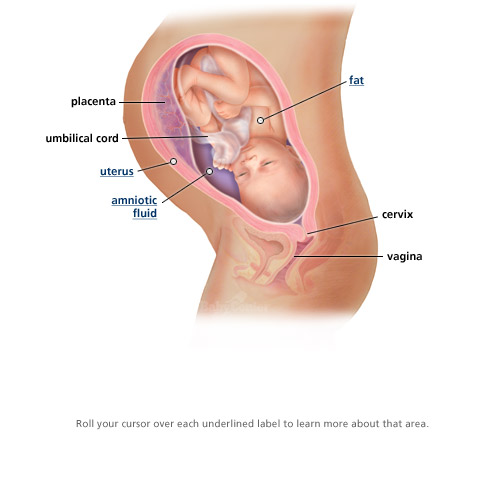 fat
placenta
umbilical cord
uterus
amniotic
fluid
cervix
vagina
Roll your cursor over each underlined label to learn more about that area.